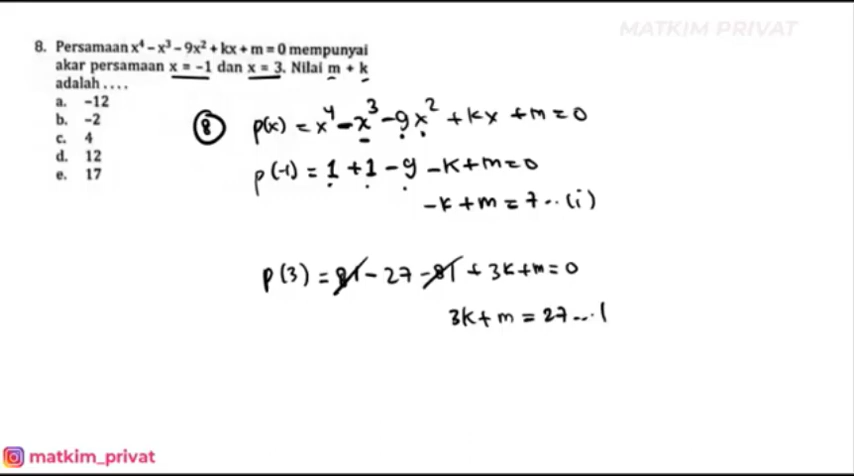 MATKIM PRIVAT
8. Persamaan x⁴ – x³ – 9x² + kx + m = 0 mempunyai
akar persamaan x = –1 dan x = 3. Nilai m + k
adalah . . . .
a. –12
b. –2
c. 4
d. 12
e. 17
⑧ p(x) = x⁴ - x³ - 9x² + kx + m = 0
p(-1) = 1 + 1 - 9 - k + m = 0
-k + m = 7 .. (i)
p(3) = 81 - 27 - 81 + 3k + m = 0
3k + m = 27 ... (
matkim_privat